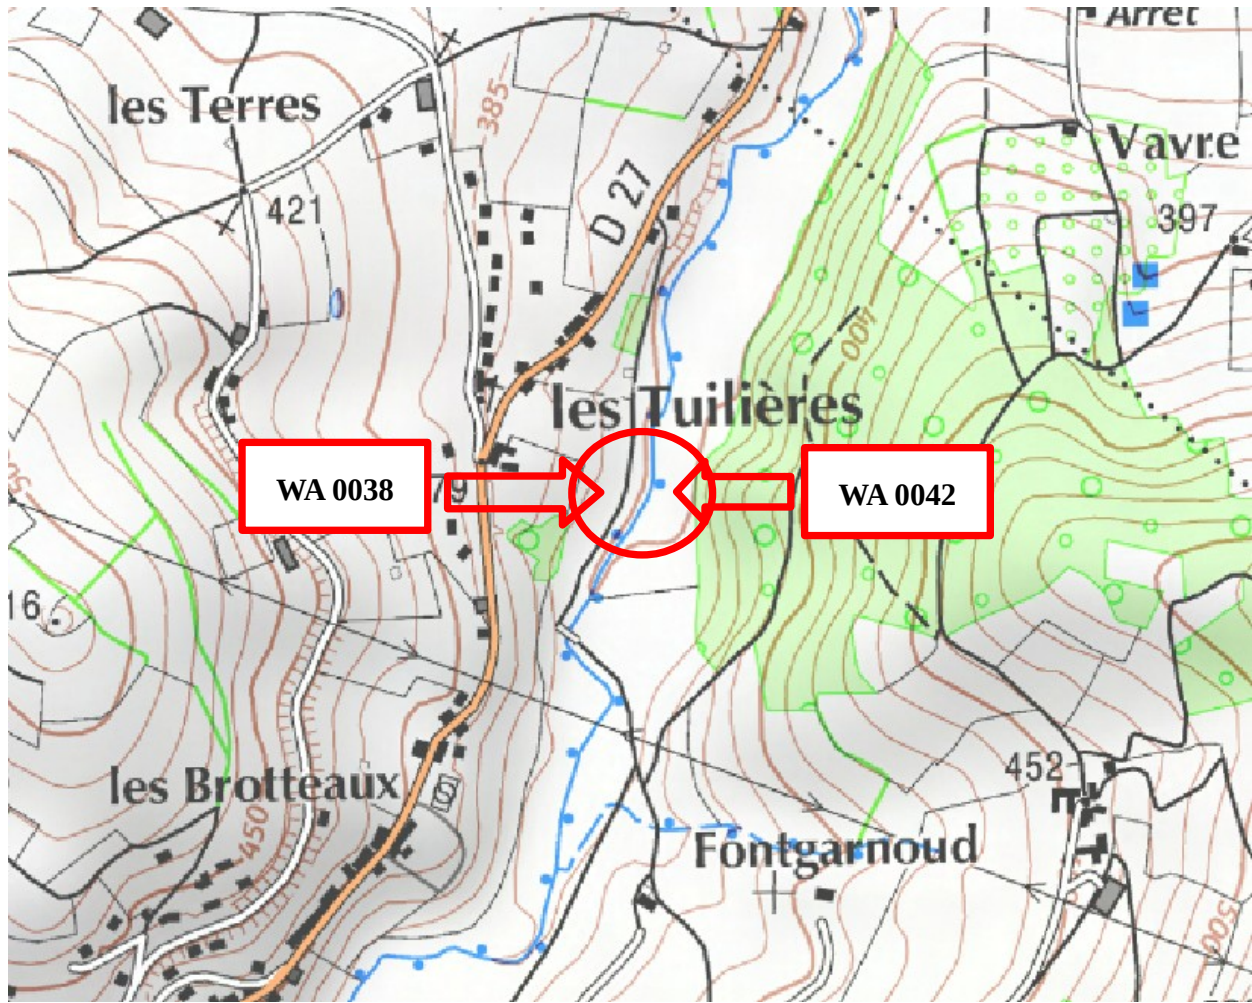 Arret
les Terres
385
Vavre
D 27
421
397
400
les Tuilières
WA 0038
79
WA 0042
50
16
452
les Brotteaux
450
Fontgarnoud
500